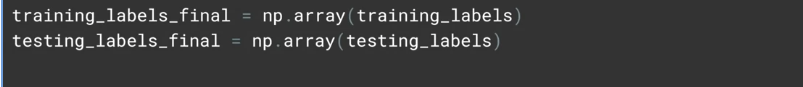 training_labels_final = np.array(training_labels)
testing_labels_final = np.array(testing_labels)